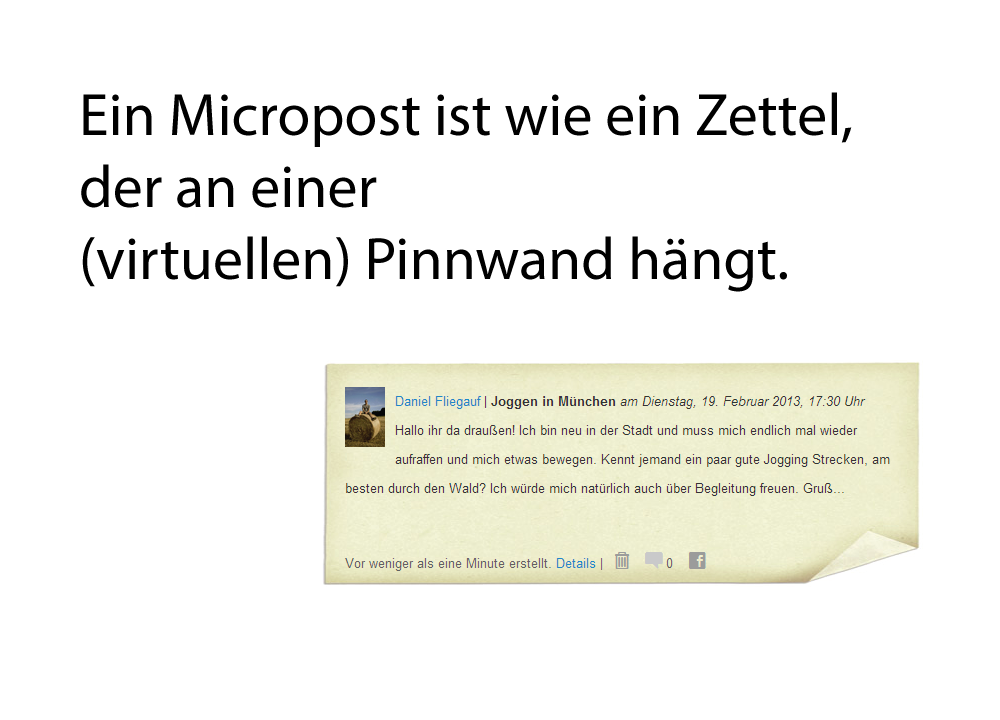 Ein Micropost ist wie ein Zettel,
der an einer
(virtuellen) Pinnwand hängt.
Daniel Fliegauf | Joggen in München am Dienstag, 19. Februar 2013, 17:30 Uhr
Hallo ihr da draußen! Ich bin neu in der Stadt und muss mich endlich mal wieder
aufraffen und mich etwas bewegen. Kennt jemand ein paar gute Jogging Strecken, am
besten durch den Wald? Ich würde mich natürlich auch über Begleitung freuen. Gruß...
Vor weniger als eine Minute erstellt. Details | 0 f